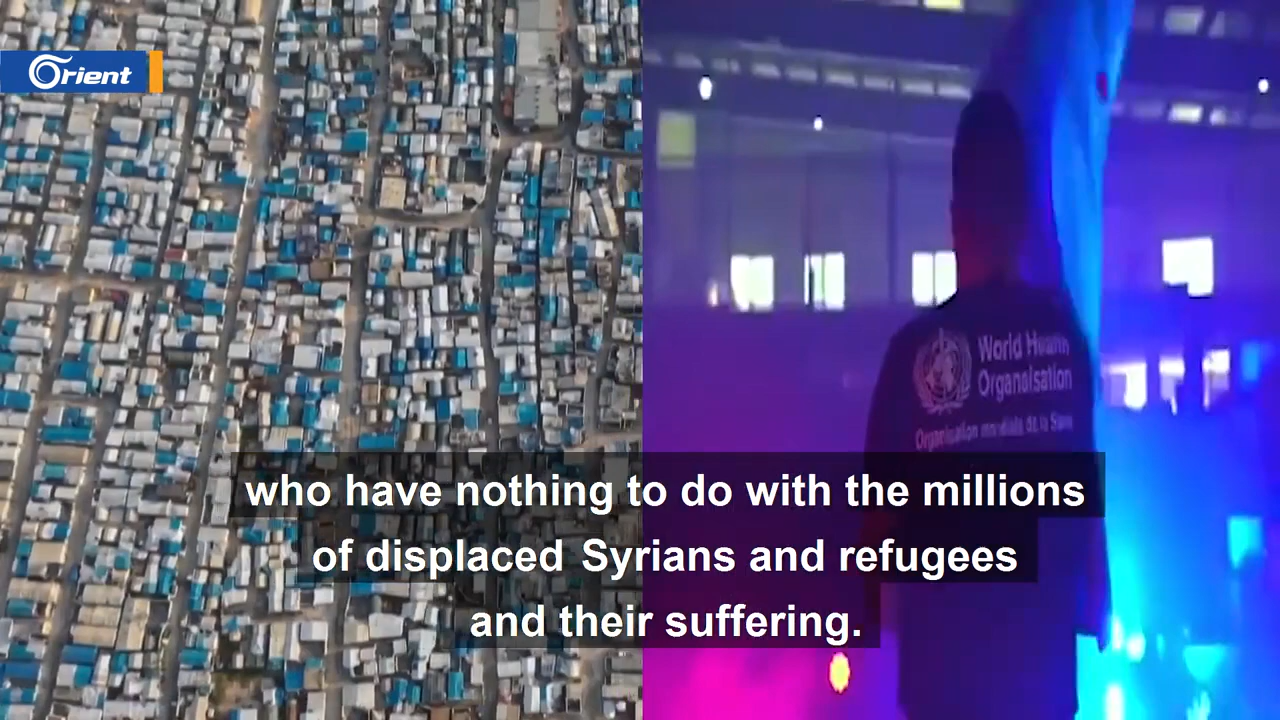 Orient
World Health
Organisation
Organisation mondiale de la Santé
who have nothing to do with the millions
of displaced Syrians and refugees
and their suffering.